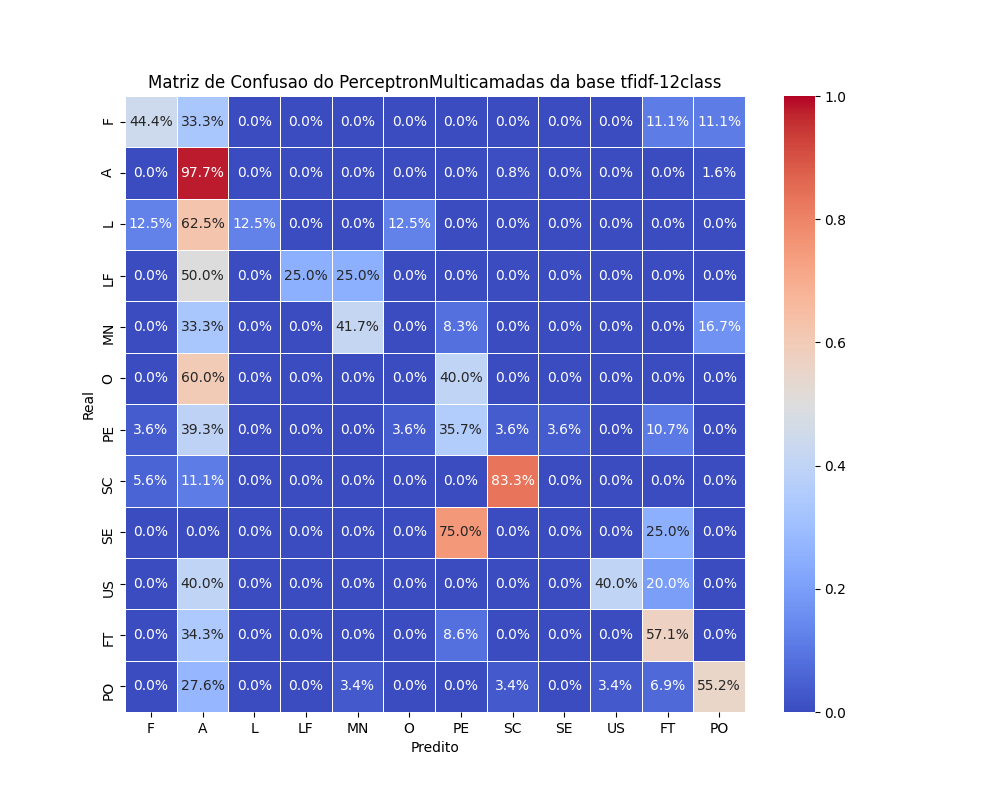 Matriz de Confusao do PerceptronMulticamadas da base tfidf-12class
F 44.4% 33.3% 0.0% 0.0% 0.0% 0.0% 0.0% 0.0% 0.0% 0.0% 11.1% 11.1%
A 0.0% 97.7% 0.0% 0.0% 0.0% 0.0% 0.0% 0.8% 0.0% 0.0% 0.0% 1.6%
L 12.5% 62.5% 12.5% 0.0% 0.0% 12.5% 0.0% 0.0% 0.0% 0.0% 0.0% 0.0%
LF 0.0% 50.0% 0.0% 25.0% 25.0% 0.0% 0.0% 0.0% 0.0% 0.0% 0.0% 0.0%
MN 0.0% 33.3% 0.0% 0.0% 41.7% 0.0% 8.3% 0.0% 0.0% 0.0% 0.0% 16.7%
O 0.0% 60.0% 0.0% 0.0% 0.0% 0.0% 40.0% 0.0% 0.0% 0.0% 0.0% 0.0%
PE 3.6% 39.3% 0.0% 0.0% 0.0% 3.6% 35.7% 3.6% 3.6% 0.0% 10.7% 0.0%
SC 5.6% 11.1% 0.0% 0.0% 0.0% 0.0% 0.0% 83.3% 0.0% 0.0% 0.0% 0.0%
SE 0.0% 0.0% 0.0% 0.0% 0.0% 0.0% 75.0% 0.0% 0.0% 0.0% 25.0% 0.0%
US 0.0% 40.0% 0.0% 0.0% 0.0% 0.0% 0.0% 0.0% 0.0% 40.0% 20.0% 0.0%
FT 0.0% 34.3% 0.0% 0.0% 0.0% 0.0% 8.6% 0.0% 0.0% 0.0% 57.1% 0.0%
PO 0.0% 27.6% 0.0% 0.0% 3.4% 0.0% 0.0% 3.4% 0.0% 3.4% 6.9% 55.2%
F A L LF MN O PE SC SE US FT PO
Predito
Real
1.0
0.8
0.6
0.4
0.2
0.0